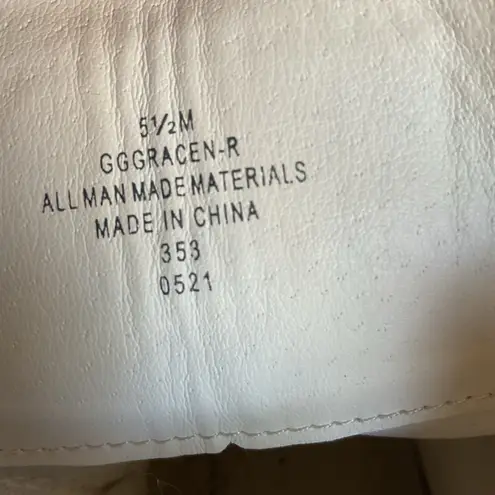 5½M
GGGRACEN-R
ALL MAN MADE MATERIALS
MADE IN CHINA
353
0521